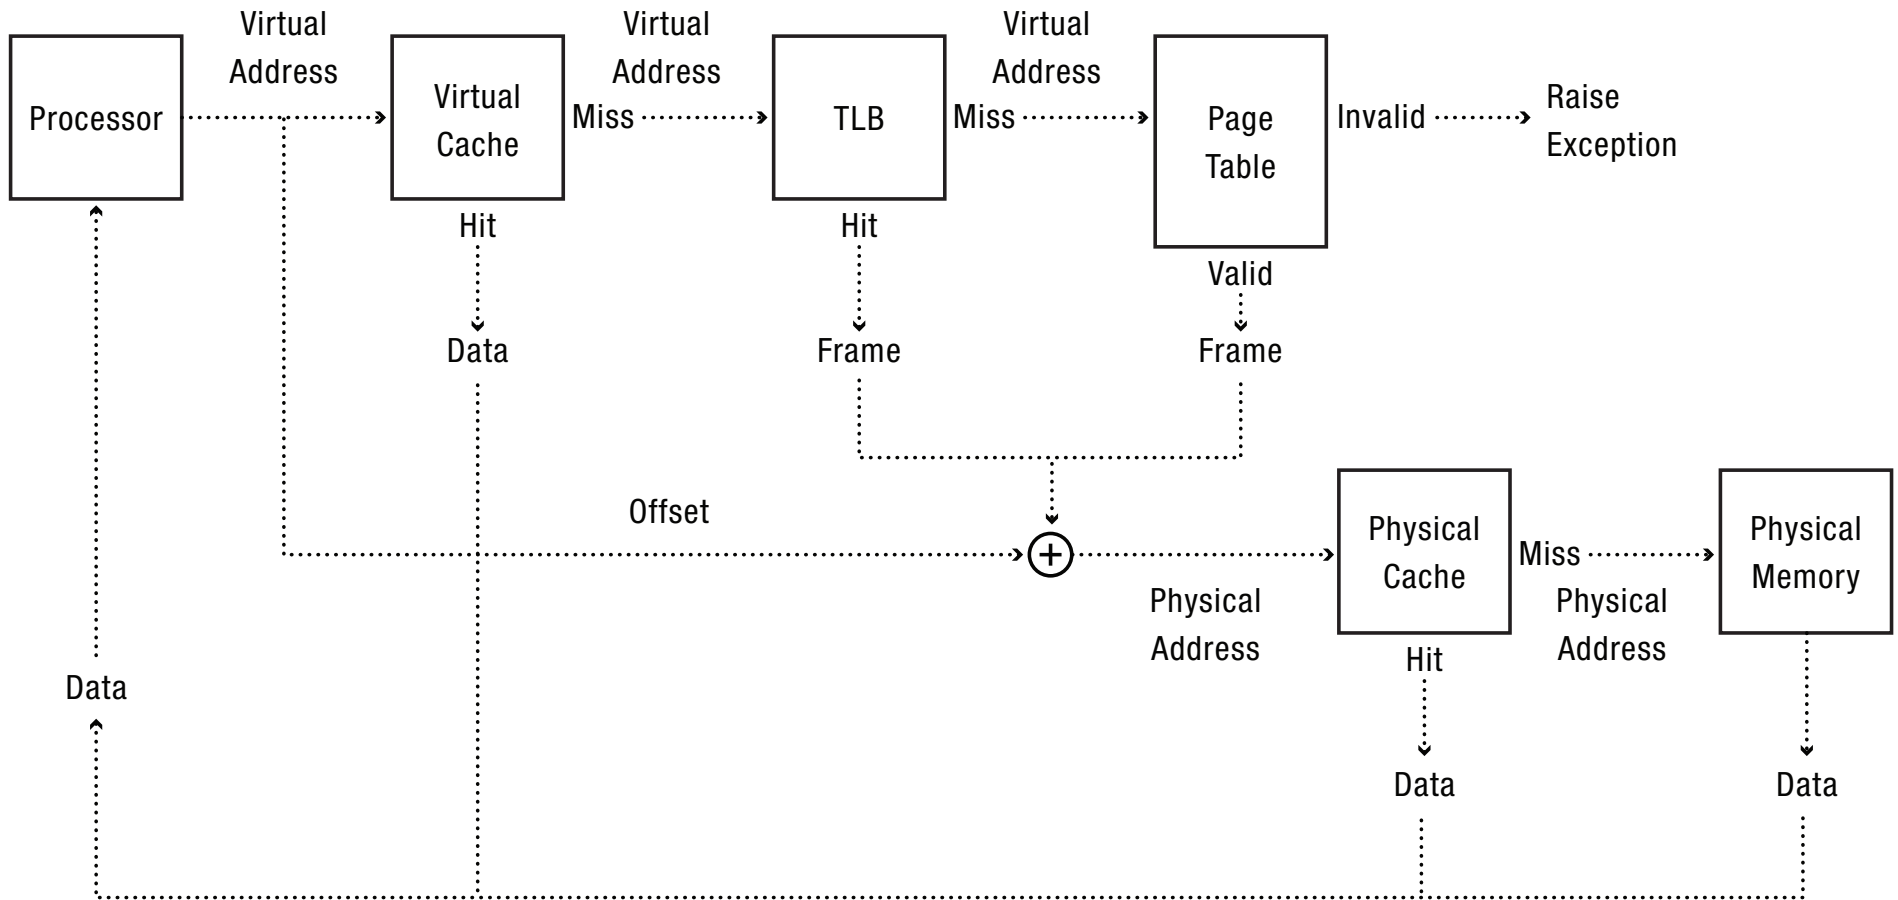 Virtual
Address
Virtual
Address
Virtual
Address
Processor
Virtual
Cache
Miss
TLB
Miss
Page
Table
Invalid
Raise
Exception
Hit
Hit
Valid
Data
Frame
Frame
Offset
Physical
Cache
Miss
Physical
Memory
Physical
Address
Physical
Address
Hit
Data
Data
Data